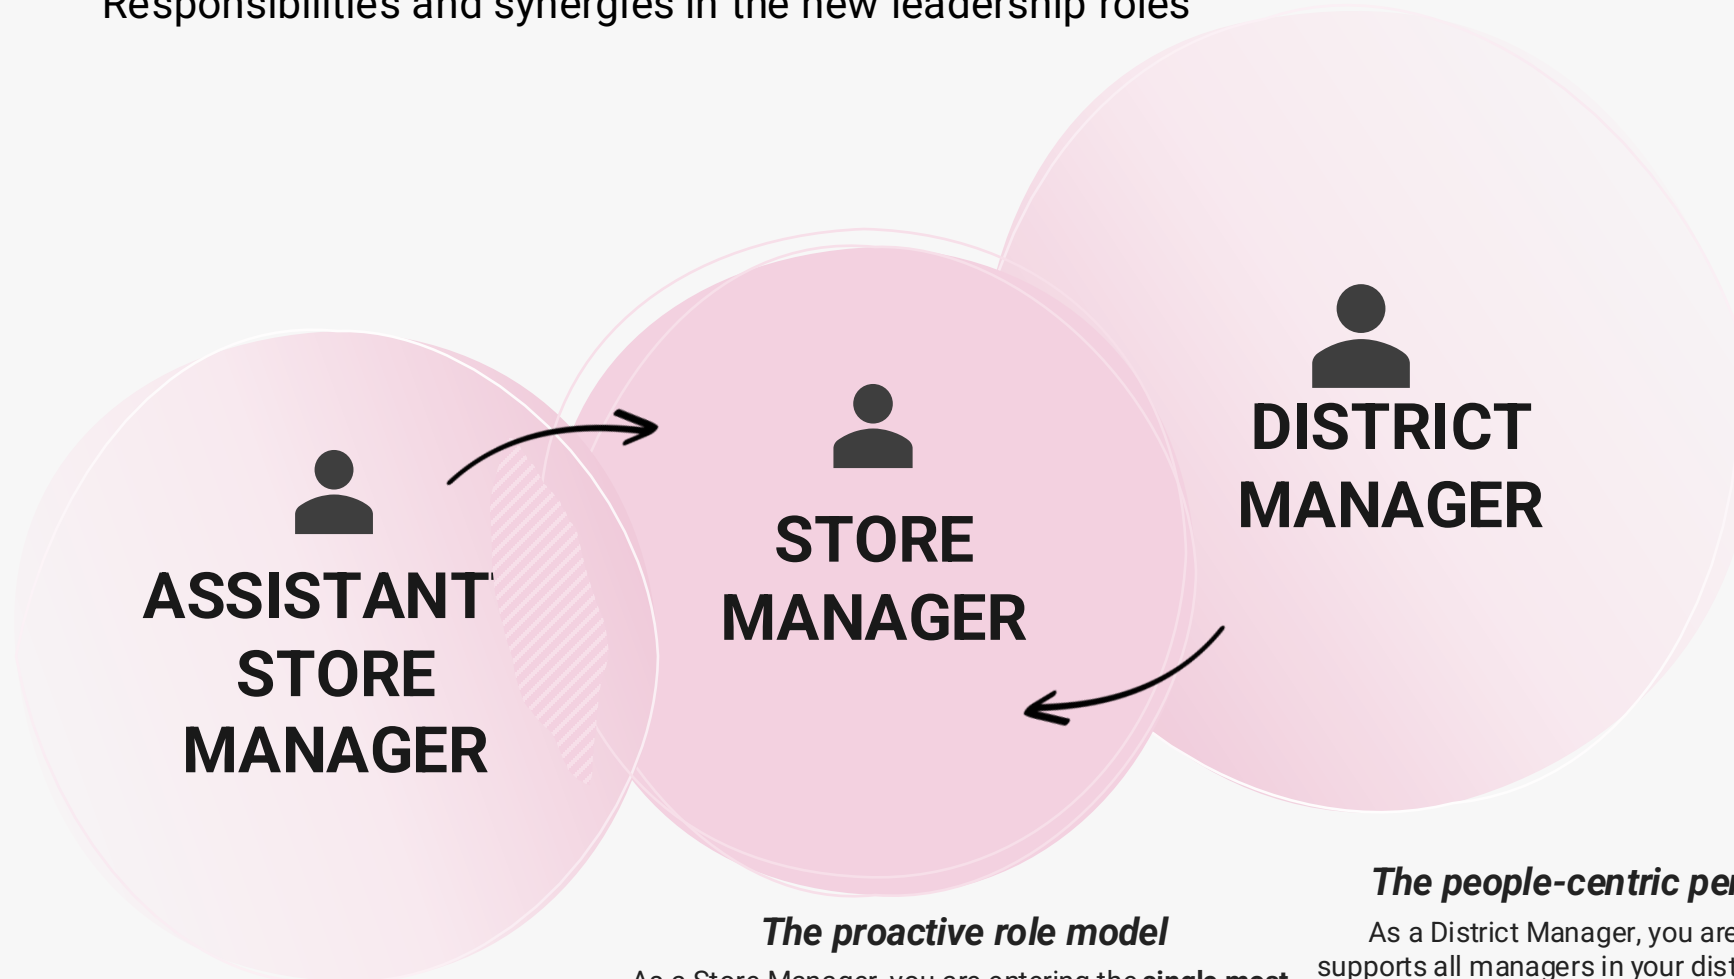 Responsibilities and synergies in the new leadership roles
DISTRICT
MANAGER
STORE
MANAGER
ASSISTANT
STORE
MANAGER
The people-centric
The proactive role model
As a District Manager, you are
supports all managers in your
As a Store Manager, you are entering the single most